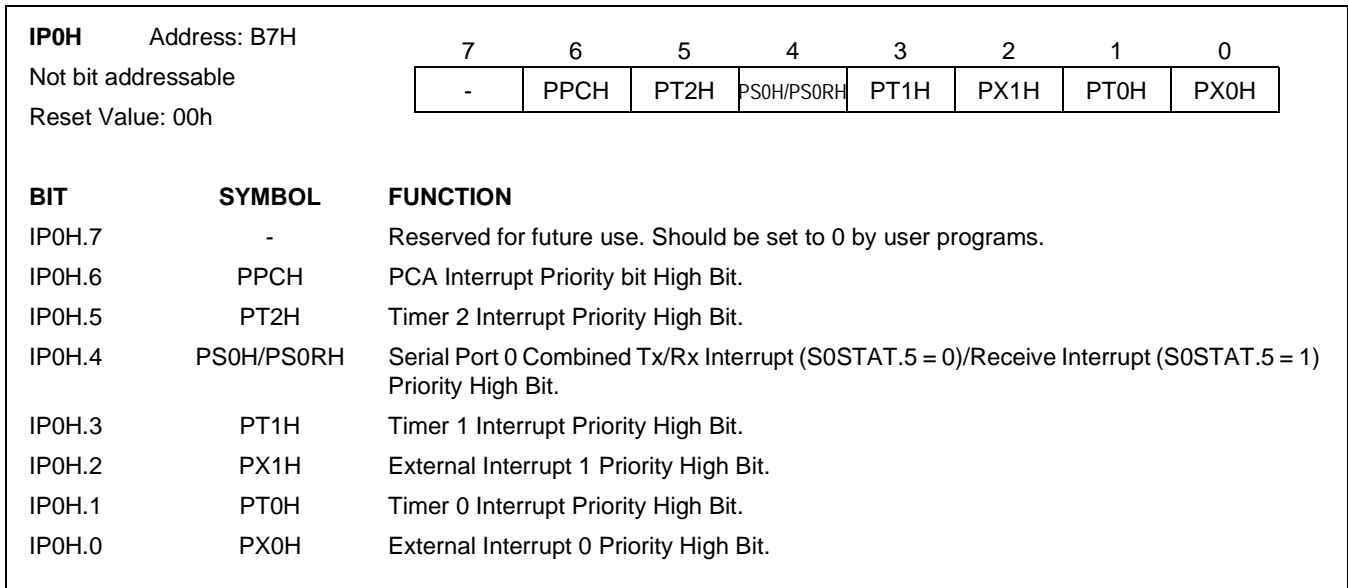 IP0H Address: B7H
Not bit addressable
Reset Value: 00h
7 6 5 4 3 2 1 0
- PPCH PT2H PS0H/PS0RH PT1H PX1H PT0H PX0H
BIT SYMBOL FUNCTION
IP0H.7 - Reserved for future use. Should be set to 0 by user programs.
IP0H.6 PPCH PCA Interrupt Priority bit High Bit.
IP0H.5 PT2H Timer 2 Interrupt Priority High Bit.
IP0H.4 PS0H/PS0RH Serial Port 0 Combined Tx/Rx Interrupt (S0STAT.5 = 0)/Receive Interrupt (S0STAT.5 = 1)
Priority High Bit.
IP0H.3 PT1H Timer 1 Interrupt Priority High Bit.
IP0H.2 PX1H External Interrupt 1 Priority High Bit.
IP0H.1 PT0H Timer 0 Interrupt Priority High Bit.
IP0H.0 PX0H External Interrupt 0 Priority High Bit.